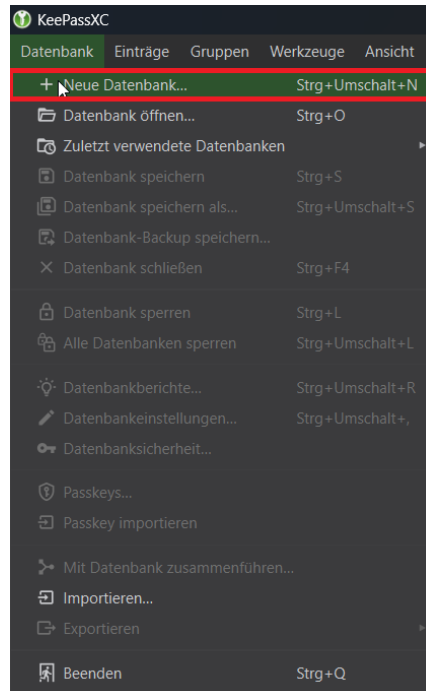 KeePassXC
Datenbank Einträge Gruppen Werkzeuge Ansicht
Neue Datenbank... Strg+Umschalt+N
Datenbank öffnen... Strg+O
Zuletzt verwendete Datenbanken
Datenbank speichern Strg+S
Datenbank speichern als... Strg+Umschalt+S
Datenbank-Backup speichern...
Datenbank schließen Strg+F4
Datenbank sperren Strg+L
Alle Datenbanken sperren Strg+Umschalt+L
Datenbankberichte... Strg+Umschalt+R
Datenbankeinstellungen... Strg+Umschalt+,
Datenbanksicherheit...
Passkeys...
Passkey importieren
Mit Datenbank zusammenführen...
Importieren...
Exportieren
Beenden Strg+Q